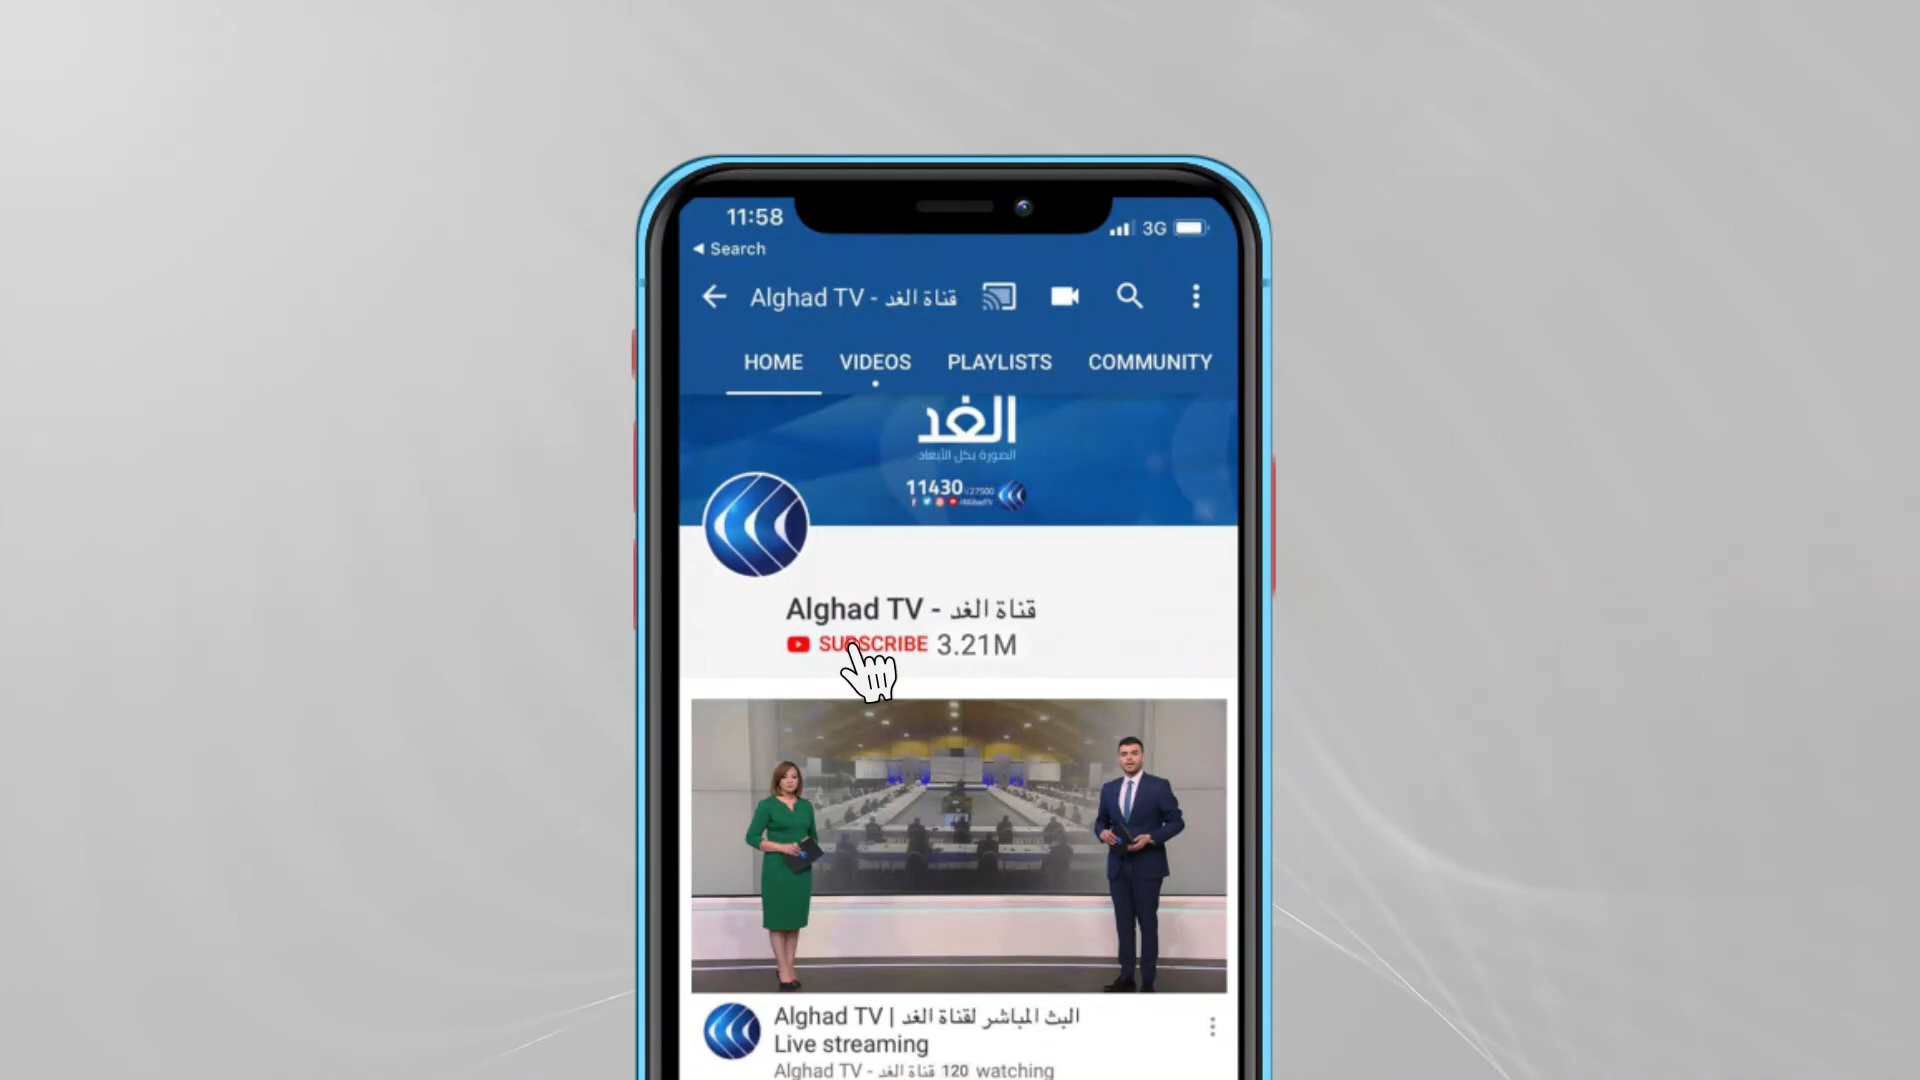 11:58
3G
Search
Alghad TV - قناة الغد
HOME VIDEOS PLAYLISTS COMMUNITY
الغد
الصورة بكل الأبعاد
11430
27500
Alghad TV - قناة الغد
SUBSCRIBE 3.21M
Alghad TV | البث المباشر لقناة الغد
Live streaming
Alghad TV - قناة الغد 120 watching